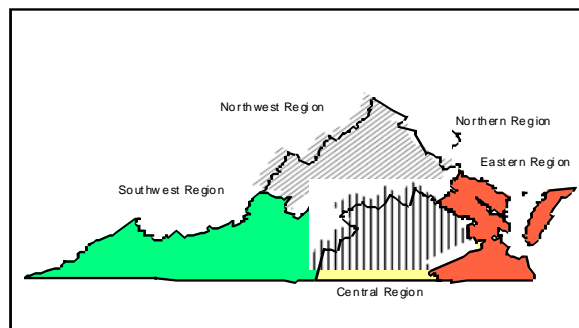 Northwest Region
Northern Region
Eastern Region
Southwest Region
Central Region